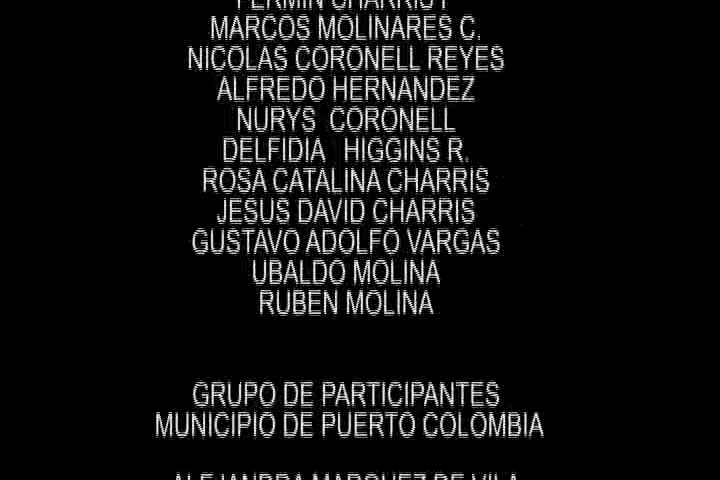 FERMIN CHARRIS P
MARCOS MOLINARES C.
NICOLAS CORONELL REYES
ALFREDO HERNANDEZ
NURYS CORONELL
DELFIDIA HIGGINS R.
ROSA CATALINA CHARRIS
JESUS DAVID CHARRIS
GUSTAVO ADOLFO VARGAS
UBALDO MOLINA
RUBEN MOLINA
GRUPO DE PARTICIPANTES
MUNICIPIO DE PUERTO COLOMBIA
ALEJANDRA MARQUEZ DE VILA